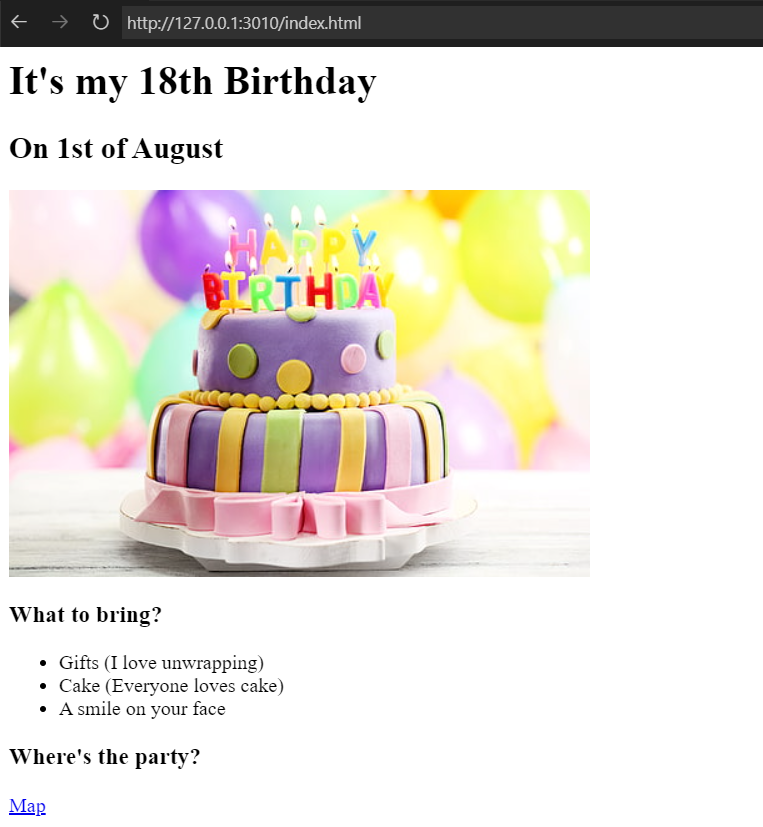 http://127.0.0.1:3010/index.html
It's my 18th Birthday
On 1st of August
HAPPY
BIRTHDAY
What to bring?
Gifts (I love unwrapping)
Cake (Everyone loves cake)
A smile on your face
Where's the party?
Map